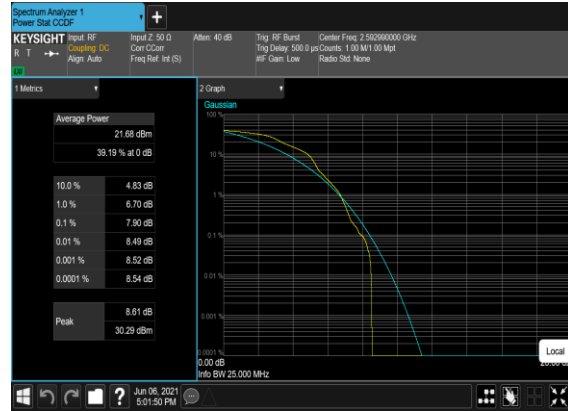 Spectrum Analyzer 1
Power Stat CCDF
KEYSIGHT
R T
Input: RF
Coupling: DC
Align: Auto
Input Z: 50 Ω
Corr CCorr
Freq Ref: Int (S)
Atten: 40 dB
Trig: RF Burst
Trig Delay: 500.0 µs
#IF Gain: Low
Center Freq: 2.592990000 GHz
Counts: 1.00 M/1.00 Mpt
Radio Std: None
1 Metrics
Average Power
21.68 dBm
39.19 % at 0 dB
10.0 % 4.83 dB
1.0 % 6.70 dB
0.1 % 7.90 dB
0.01 % 8.49 dB
0.001 % 8.52 dB
0.0001 % 8.54 dB
Peak
8.61 dB
30.29 dBm
2 Graph
Gaussian
100 %
10 %
1 %
0.1 %
0.01 %
0.001 %
0.0001 %
0.00 dB
Info BW 25.000 MHz
Local
Jun 06, 2021
5:01:50 PM